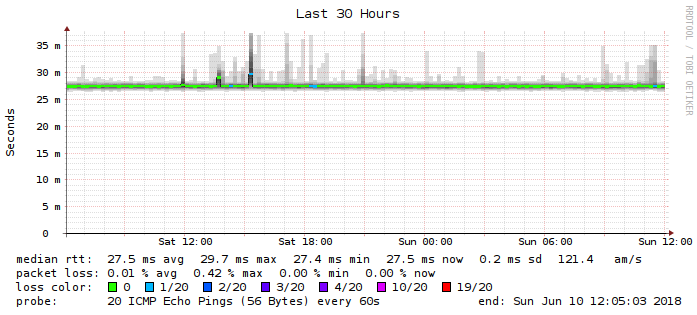 Last 30 Hours
RRDTOOL / TOBI OETIKER
Seconds
35 m
30 m
25 m
20 m
15 m
10 m
5 m
0
Sat 12:00 Sat 18:00 Sun 00:00 Sun 06:00 Sun 12:00
median rtt: 27.5 ms avg 29.7 ms max 27.4 ms min 27.5 ms now 0.2 ms sd 121.4 am/s
packet loss: 0.01 % avg 0.42 % max 0.00 % min 0.00 % now
loss color: 0 1/20 2/20 3/20 4/20 10/20 19/20
probe: 20 ICMP Echo Pings (56 Bytes) every 60s end: Sun Jun 10 12:05:03 2018